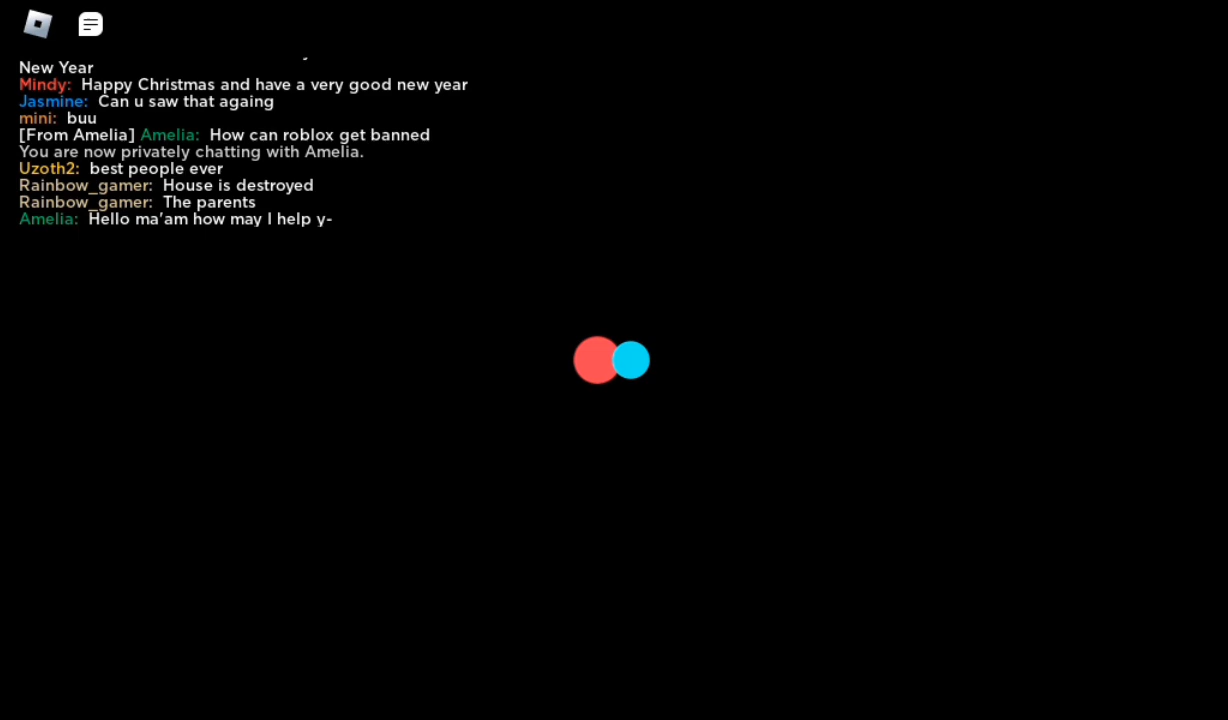 New Year
Mindy: Happy Christmas and have a very good new year
Jasmine: Can u saw that againg
mini: buu
[From Amelia] Amelia: How can roblox get banned
You are now privately chatting with Amelia.
Uzoth2: best people ever
Rainbow_gamer: House is destroyed
Rainbow_gamer: The parents
Amelia: Hello ma'am how may I help y-